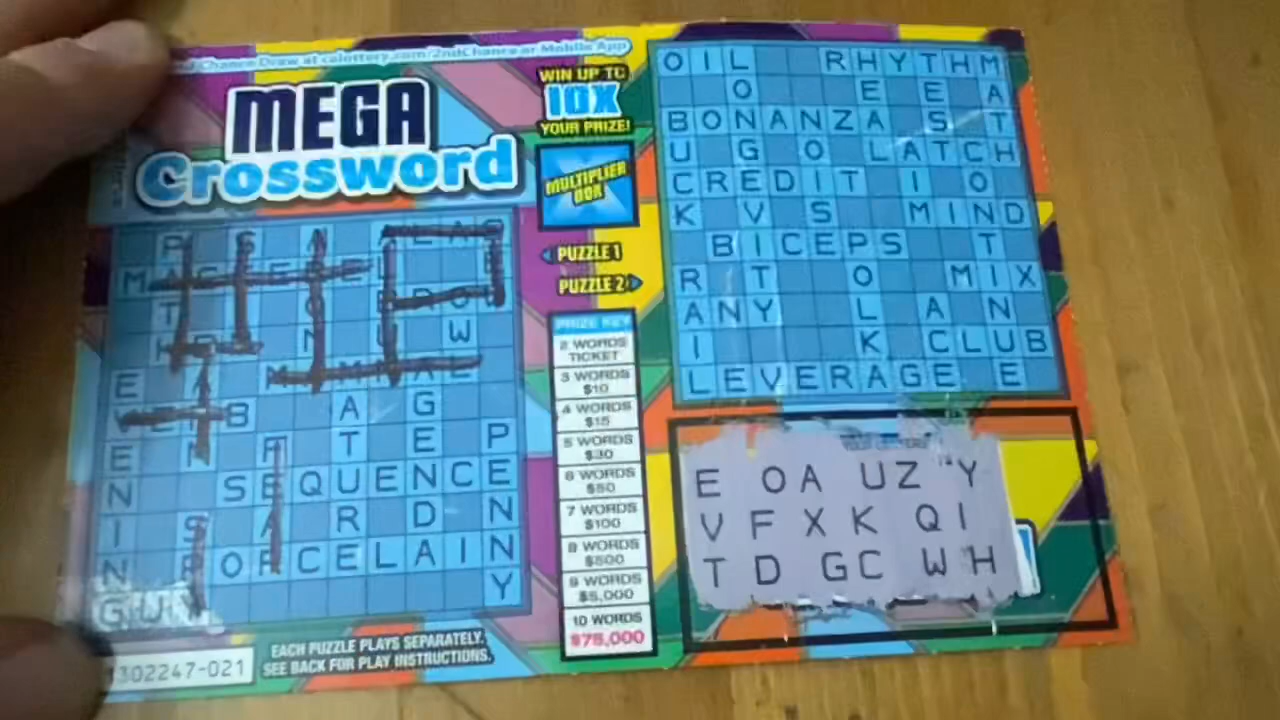 d Chance Draw at calottery.com/2ndChance or Mobile App
MEGA
Crossword
WIN UP TO
10X
YOUR PRIZE!
MULTIPLIER
BOX
PUZZLE 1
PUZZLE 2
PRIZE KEY
2 WORDS
TICKET
3 WORDS
$10
4 WORDS
$15
5 WORDS
$30
6 WORDS
$50
7 WORDS
$100
8 WORDS
$500
9 WORDS
$5,000
10 WORDS
$75,000
E A G
B T E P
SEQUENCE
N R D N
PORCELAIN
GUY Y
302247-021
EACH PUZZLE PLAYS SEPARATELY.
SEE BACK FOR PLAY INSTRUCTIONS.
OIL RHYTHM
O E E A
BONANZA S T
U G O LATCH
CREDIT I O
K V S MIND
BICEPS T
R T O MIX
ANY L A N
I K CLUB
LEVERAGE E
E O A U Z Y
V F X K Q I
T D G C W H